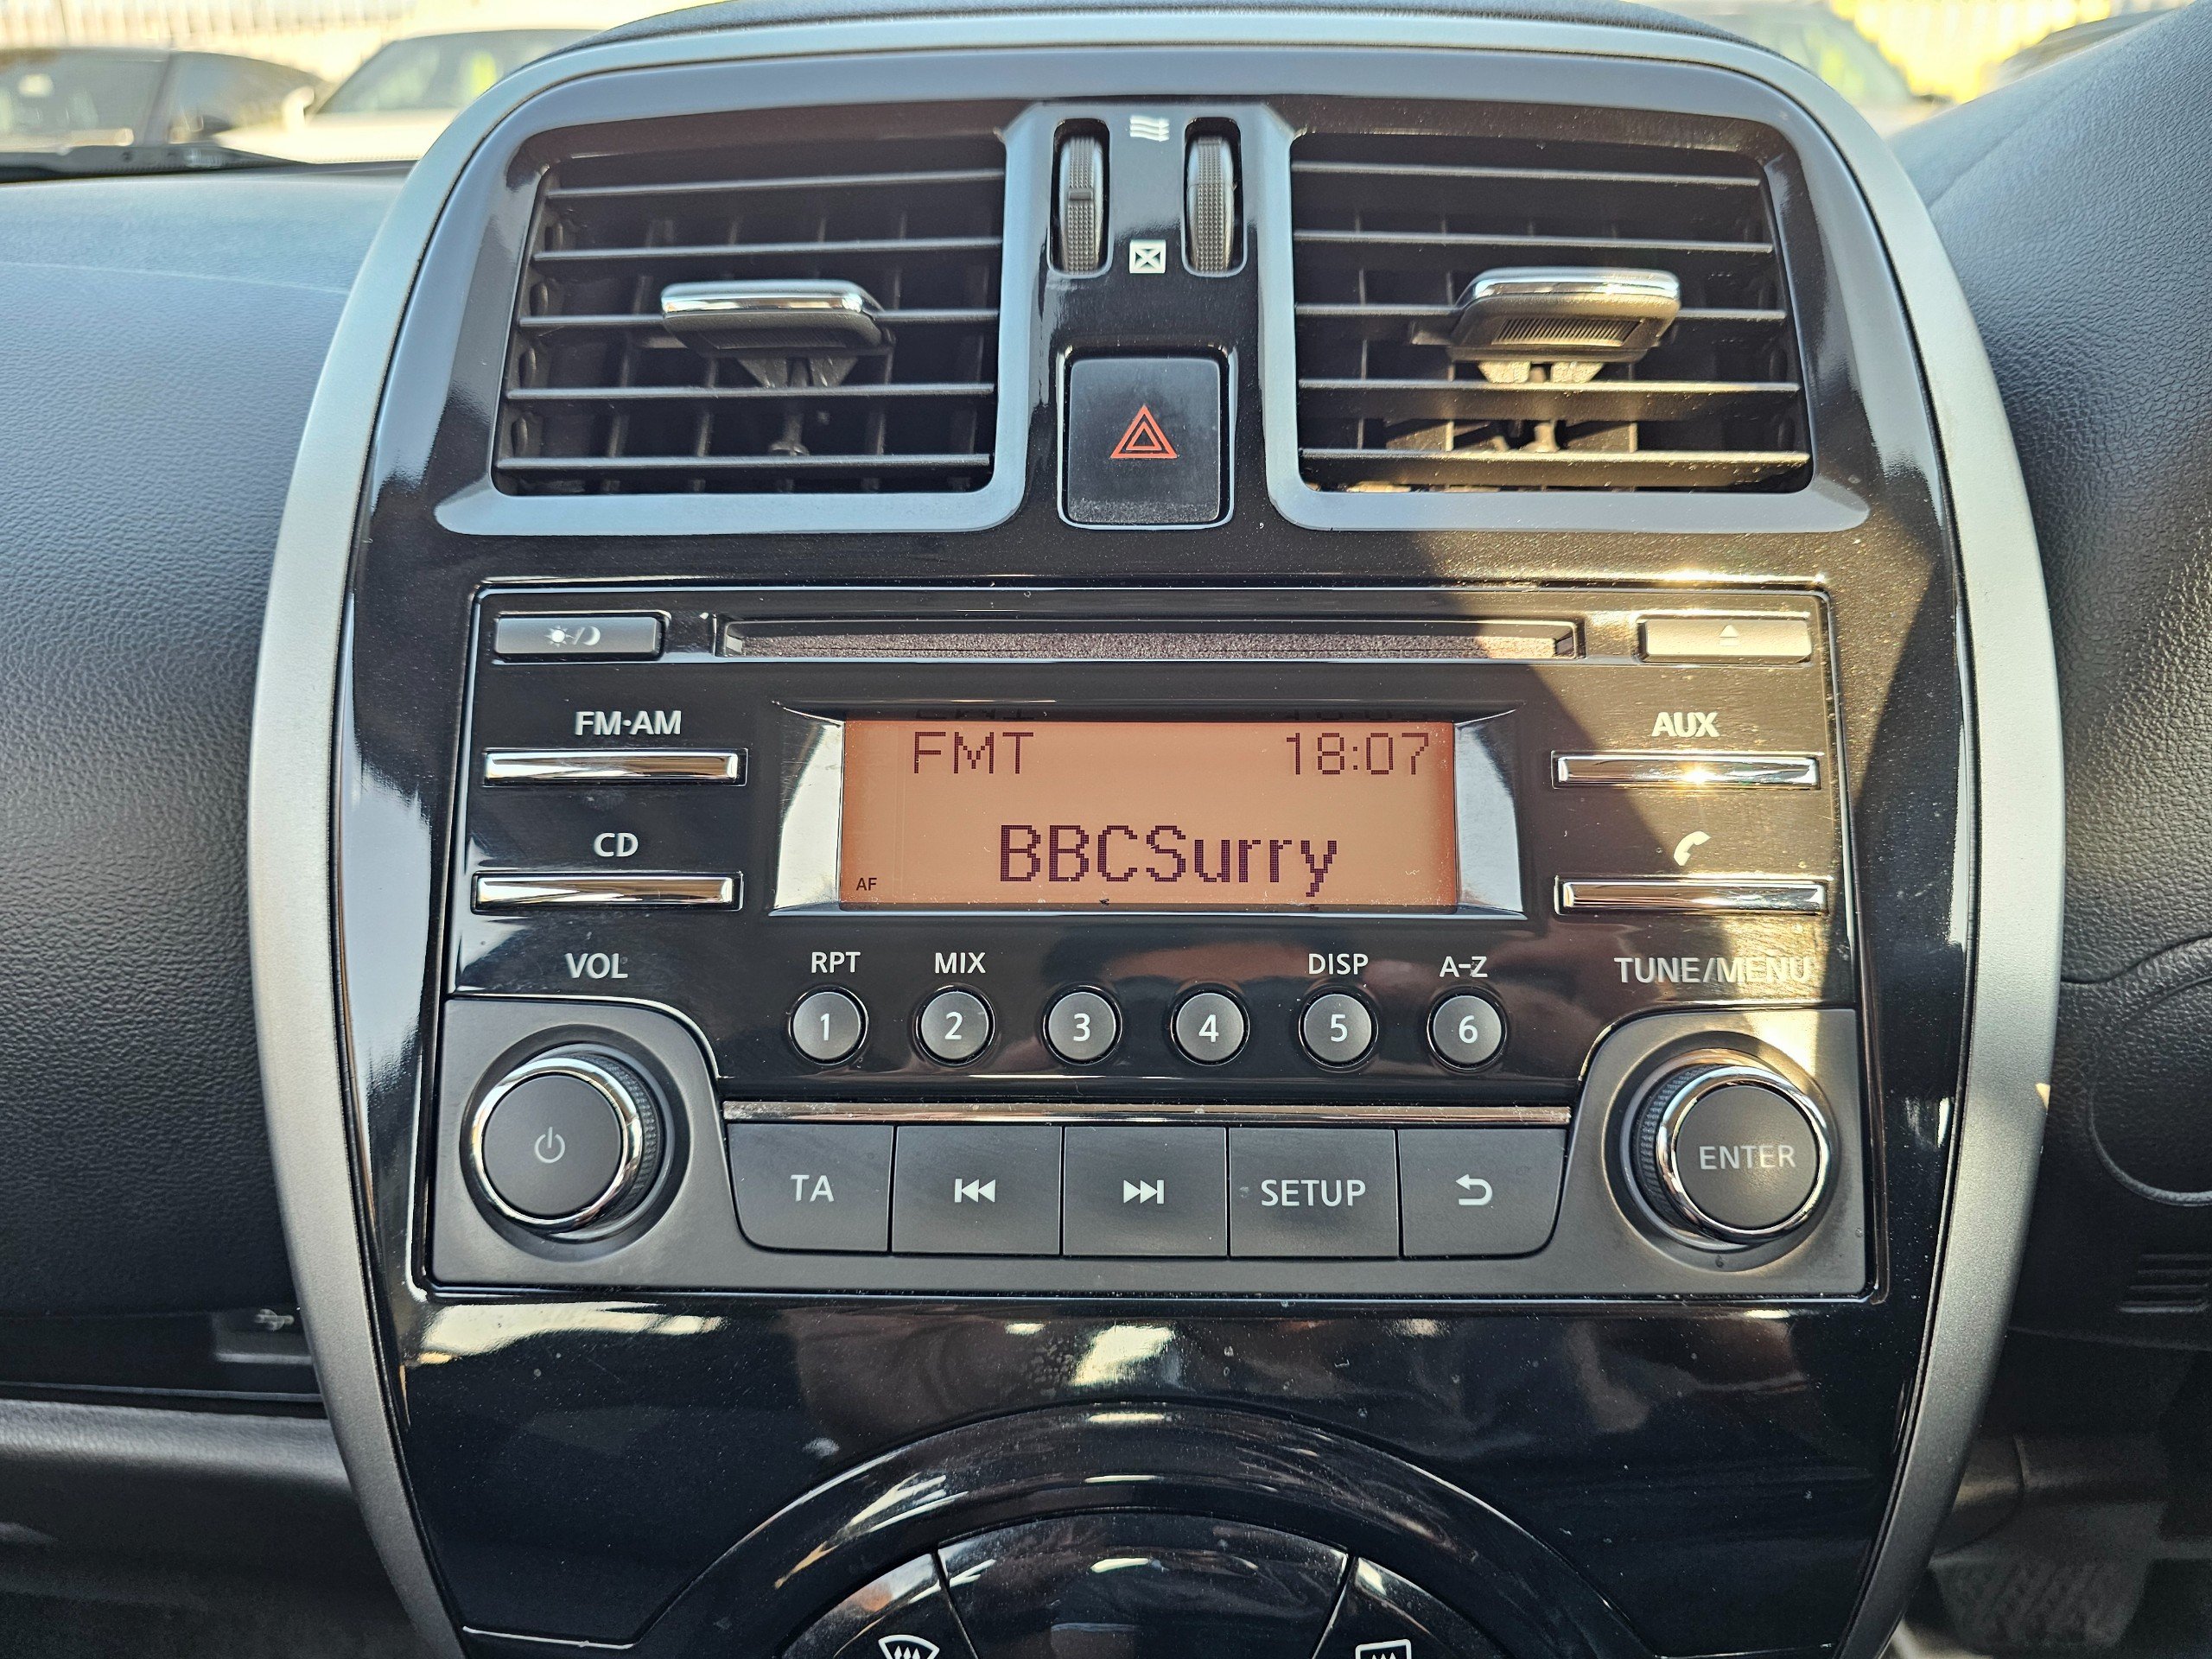 FM·AM
AUX
FMT 18:07
CD
BBCSurry
AF
VOL
RPT MIX DISP A-Z
TUNE/MENU
1 2 3 4 5 6
TA SETUP
ENTER